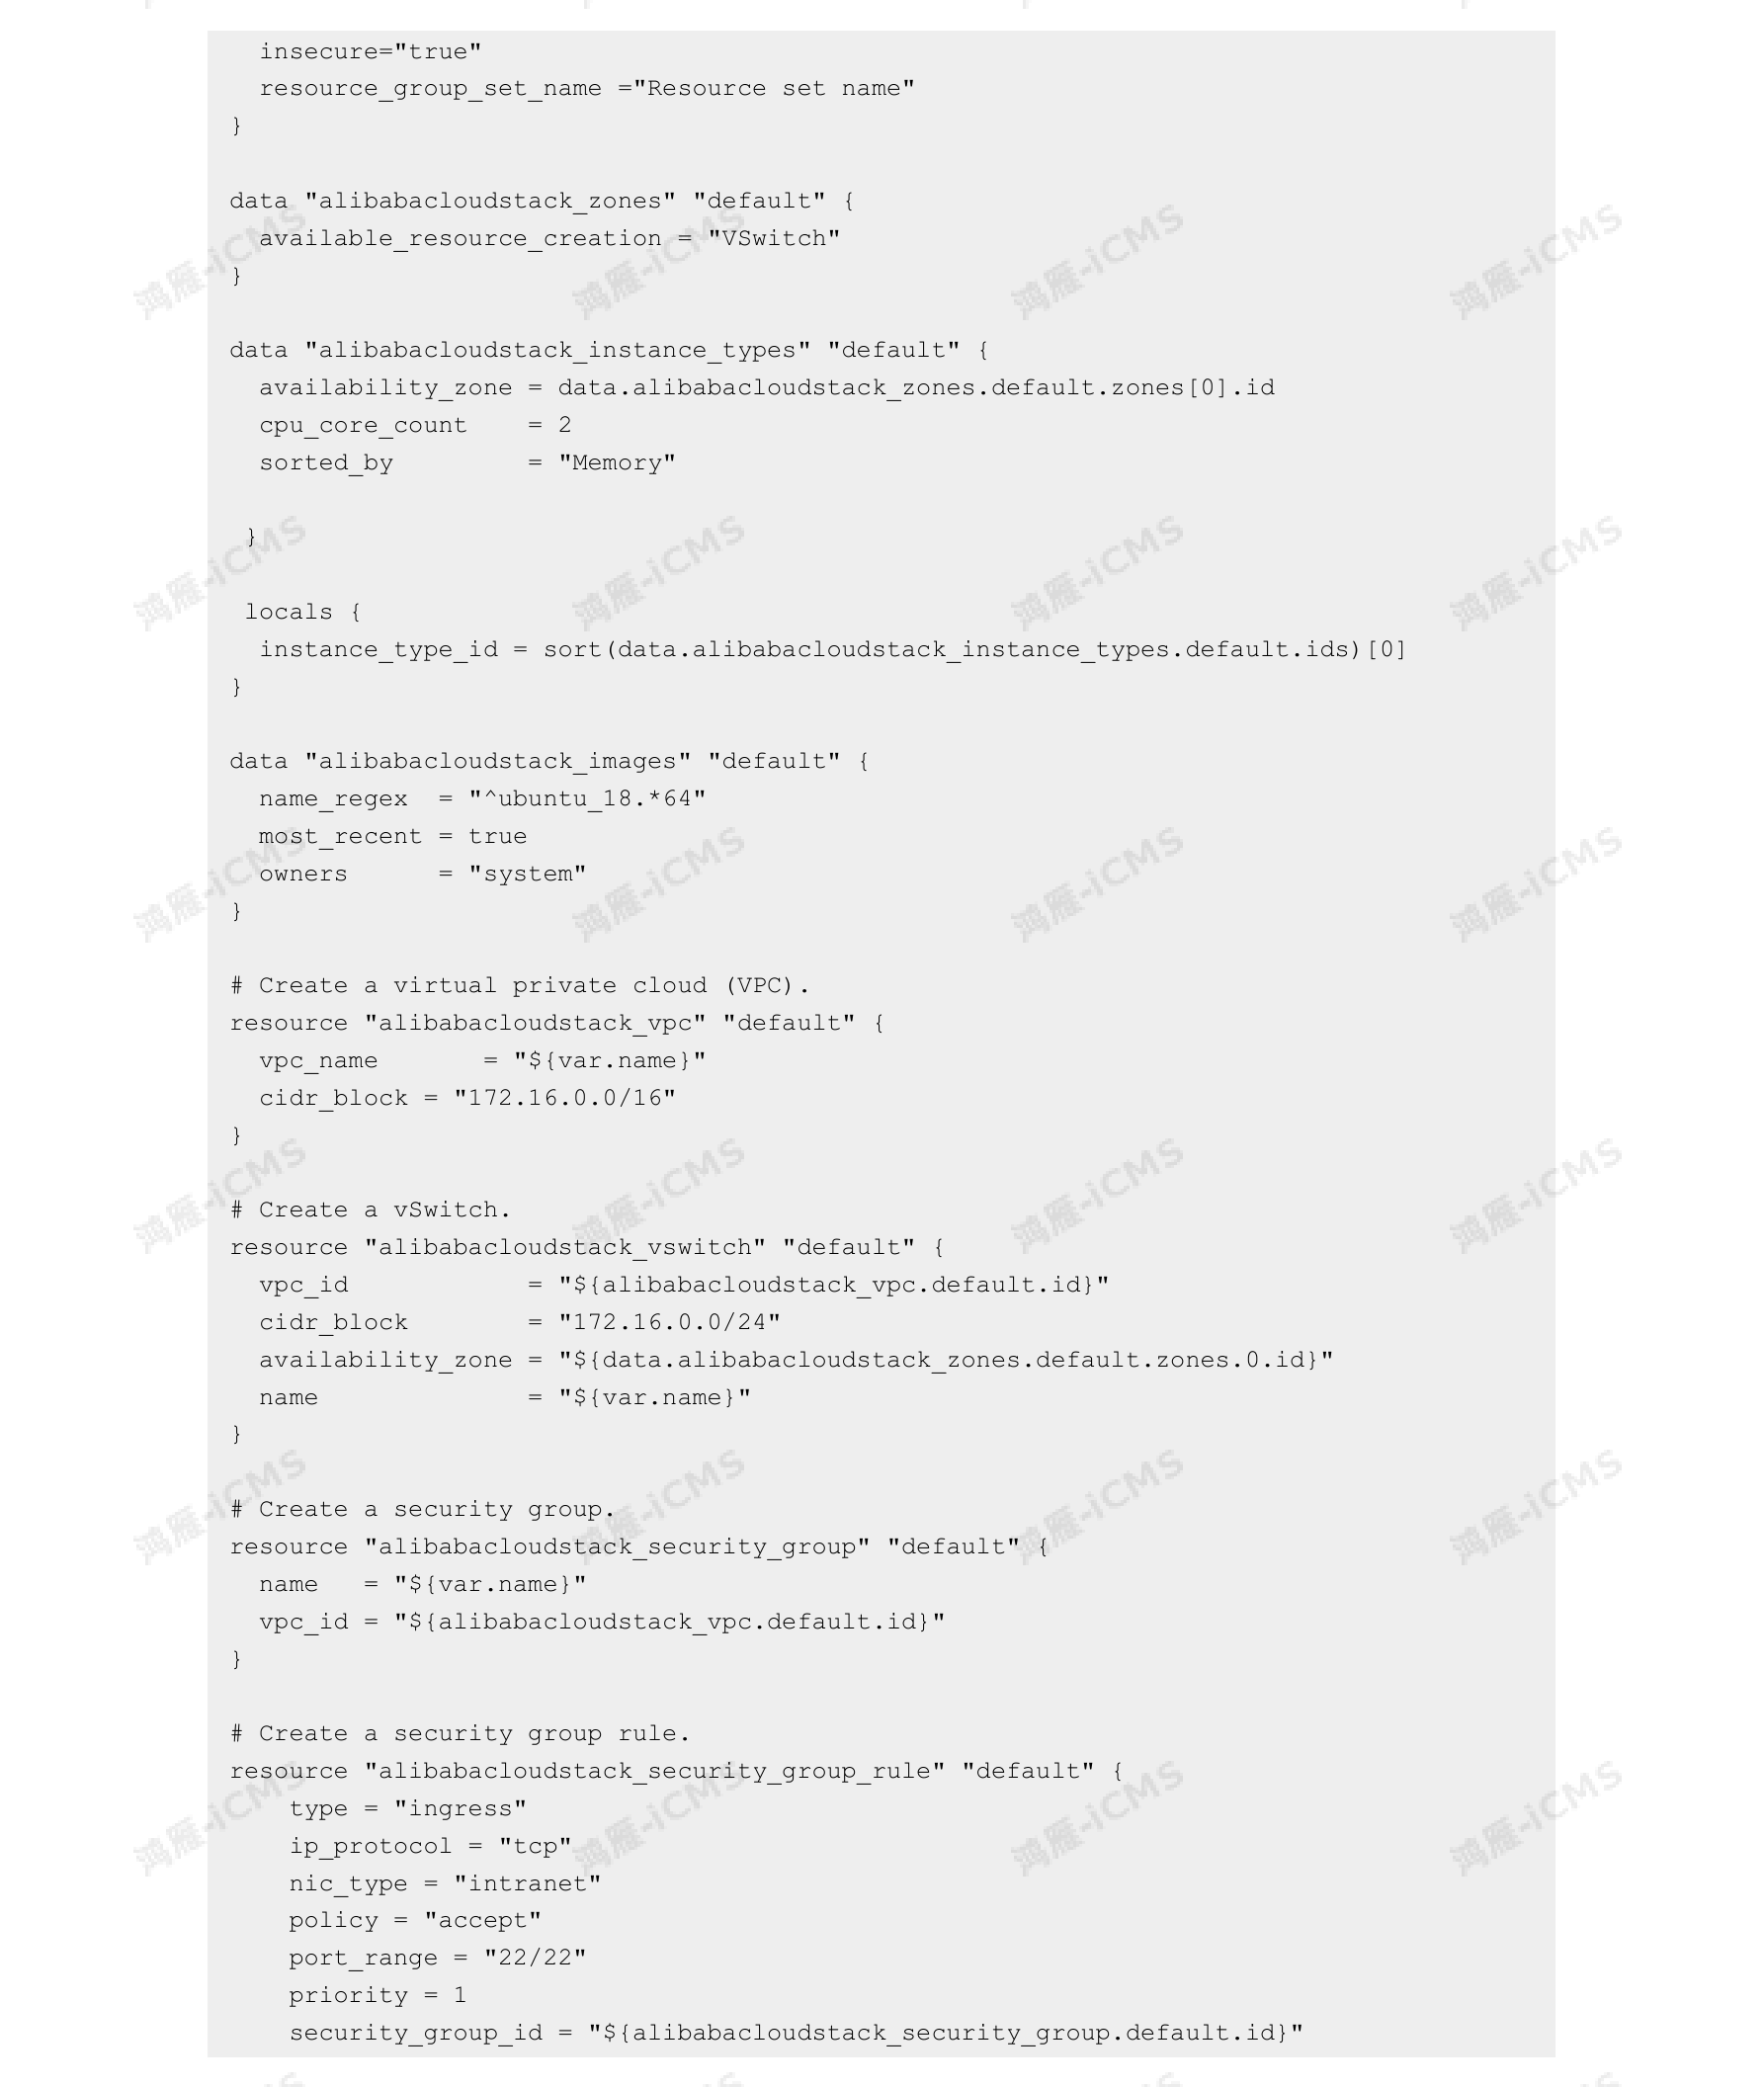 insecure="true"
  resource_group_set_name ="Resource set name"
}

data "alibabacloudstack_zones" "default" {
  available_resource_creation = "VSwitch"
}

data "alibabacloudstack_instance_types" "default" {
  availability_zone = data.alibabacloudstack_zones.default.zones[0].id
  cpu_core_count    = 2
  sorted_by         = "Memory"

 }

 locals {
  instance_type_id = sort(data.alibabacloudstack_instance_types.default.ids)[0]
}

data "alibabacloudstack_images" "default" {
  name_regex  = "^ubuntu_18.*64"
  most_recent = true
  owners      = "system"
}

# Create a virtual private cloud (VPC).
resource "alibabacloudstack_vpc" "default" {
  vpc_name       = "${var.name}"
  cidr_block = "172.16.0.0/16"
}

# Create a vSwitch.
resource "alibabacloudstack_vswitch" "default" {
  vpc_id            = "${alibabacloudstack_vpc.default.id}"
  cidr_block        = "172.16.0.0/24"
  availability_zone = "${data.alibabacloudstack_zones.default.zones.0.id}"
  name              = "${var.name}"
}

# Create a security group.
resource "alibabacloudstack_security_group" "default" {
  name   = "${var.name}"
  vpc_id = "${alibabacloudstack_vpc.default.id}"
}

# Create a security group rule.
resource "alibabacloudstack_security_group_rule" "default" {
    type = "ingress"
    ip_protocol = "tcp"
    nic_type = "intranet"
    policy = "accept"
    port_range = "22/22"
    priority = 1
    security_group_id = "${alibabacloudstack_security_group.default.id}"
鸿雁-iCMS